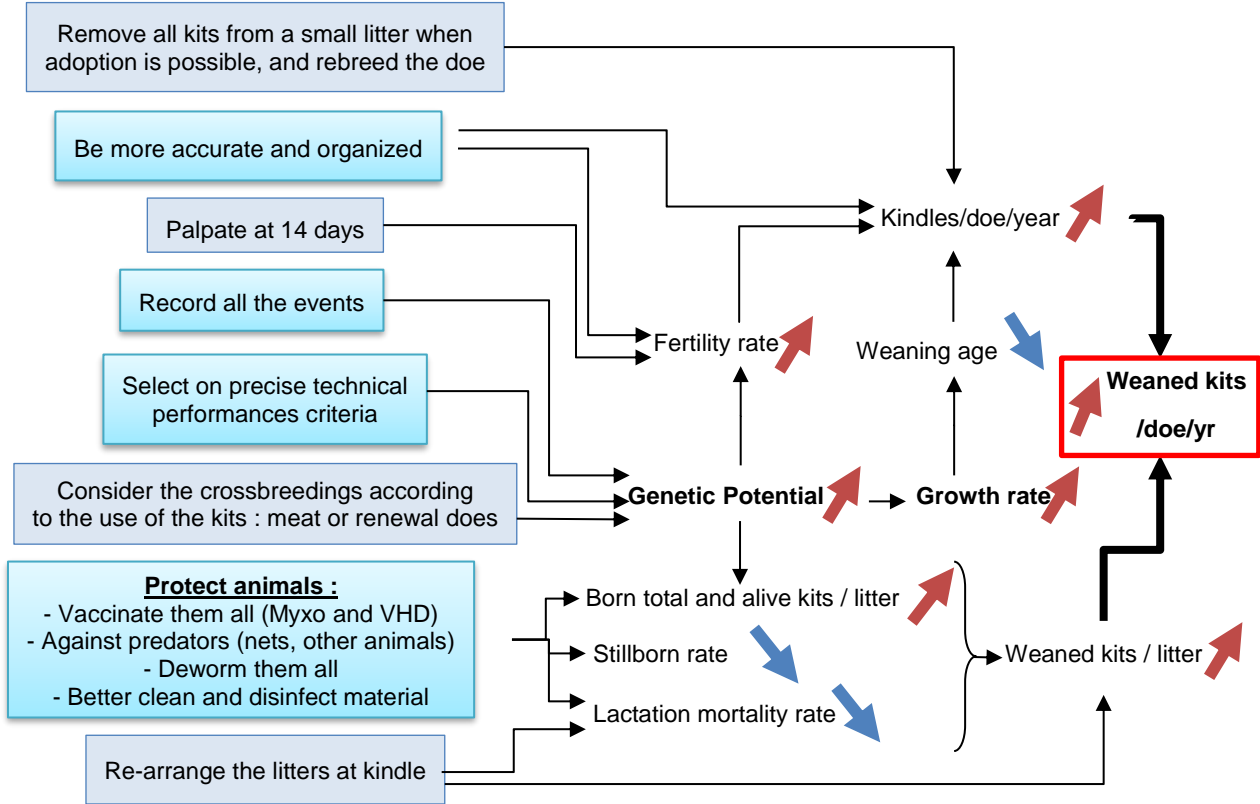 Remove all kits from a small litter when
adoption is possible, and rebreed the doe
Be more accurate and organized
Palpate at 14 days
Kindles/doe/year
Record all the events
Fertility rate
Weaning age
Select on precise technical
performances criteria
Weaned kits
/doe/yr
Consider the crossbreedings according
to the use of the kits : meat or renewal does
Genetic Potential
Growth rate
Protect animals :
- Vaccinate them all (Myxo and VHD)
- Against predators (nets, other animals)
- Deworm them all
- Better clean and disinfect material
Born total and alive kits / litter
Stillborn rate
Lactation mortality rate
Weaned kits / litter
Re-arrange the litters at kindle